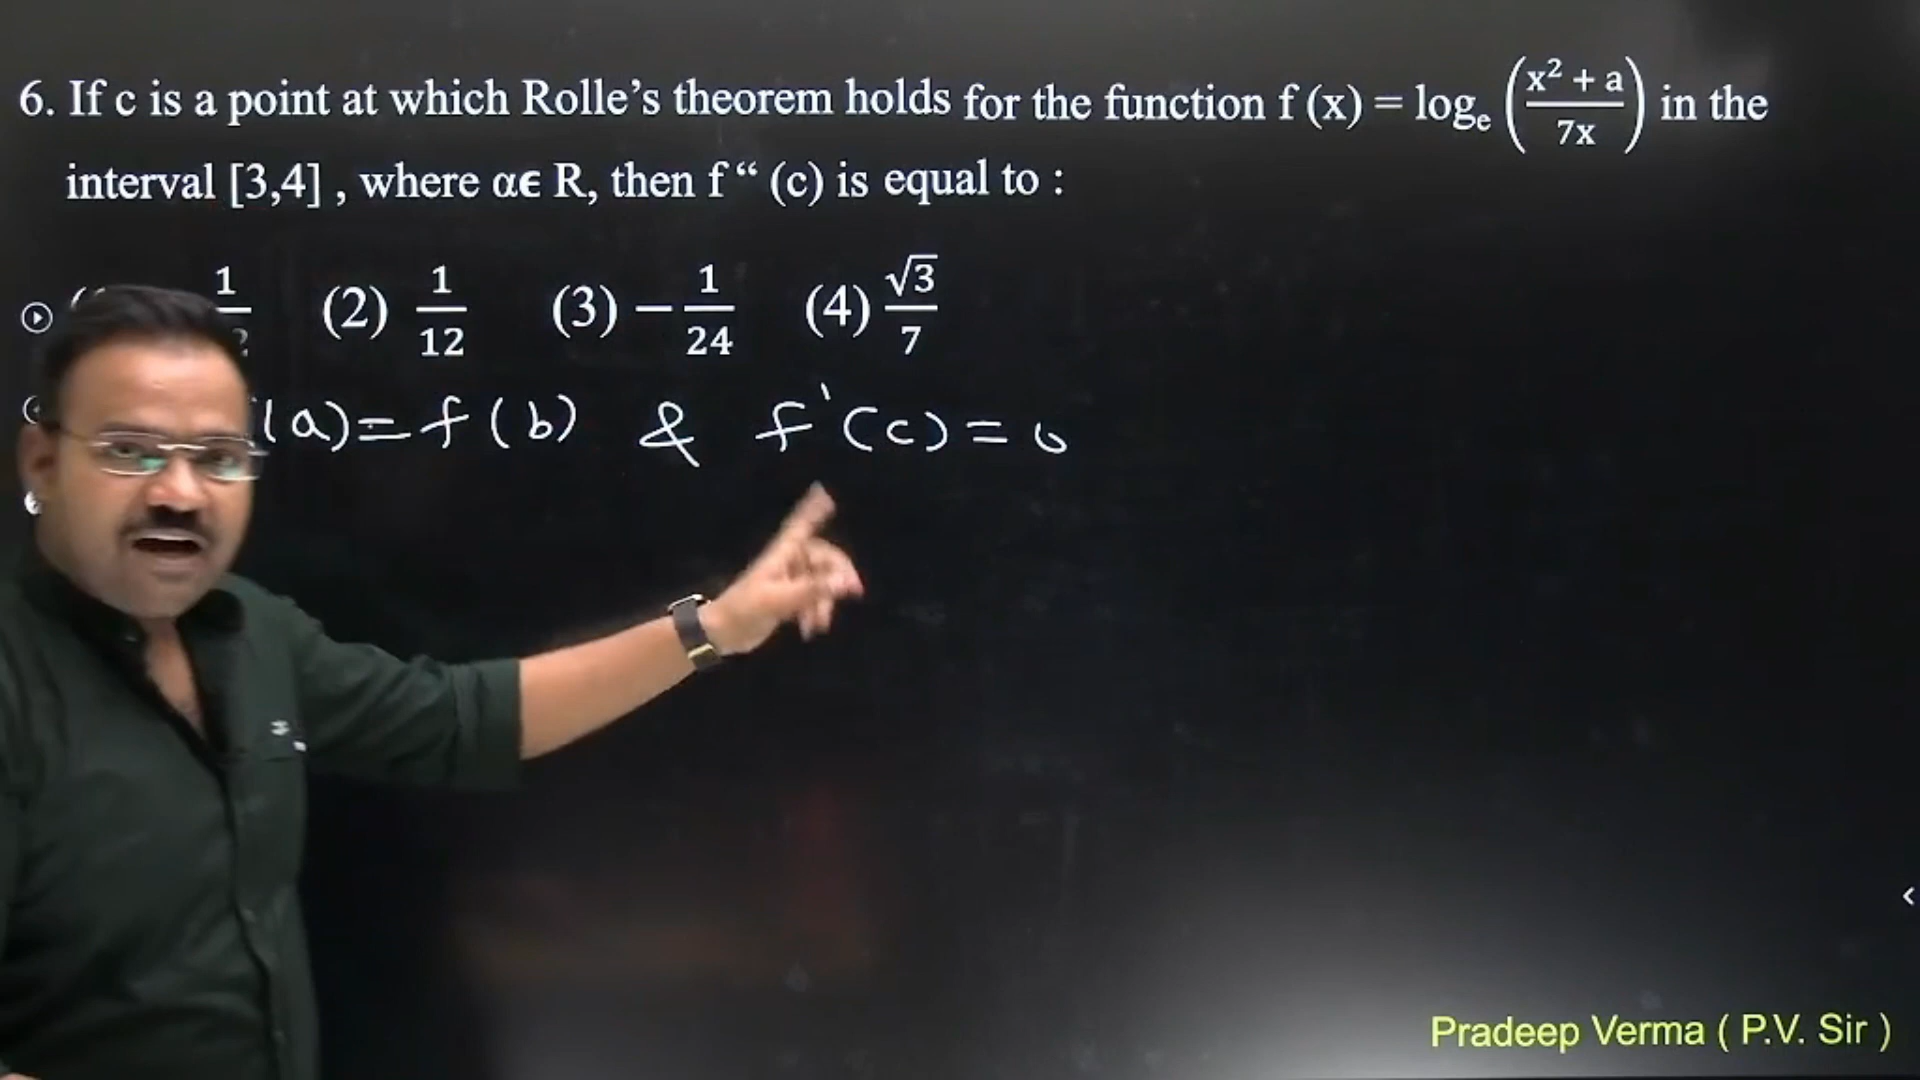 6. If c is a point at which Rolle’s theorem holds for the function f (x) = logₑ ((x² + a)/7x) in the
interval [3,4] , where αϵ R, then f “ (c) is equal to :
(2) 1/12 (3) − 1/24 (4) √3/7
(a) = f(b) & f'(c) = 0
Pradeep Verma ( P.V. Sir )